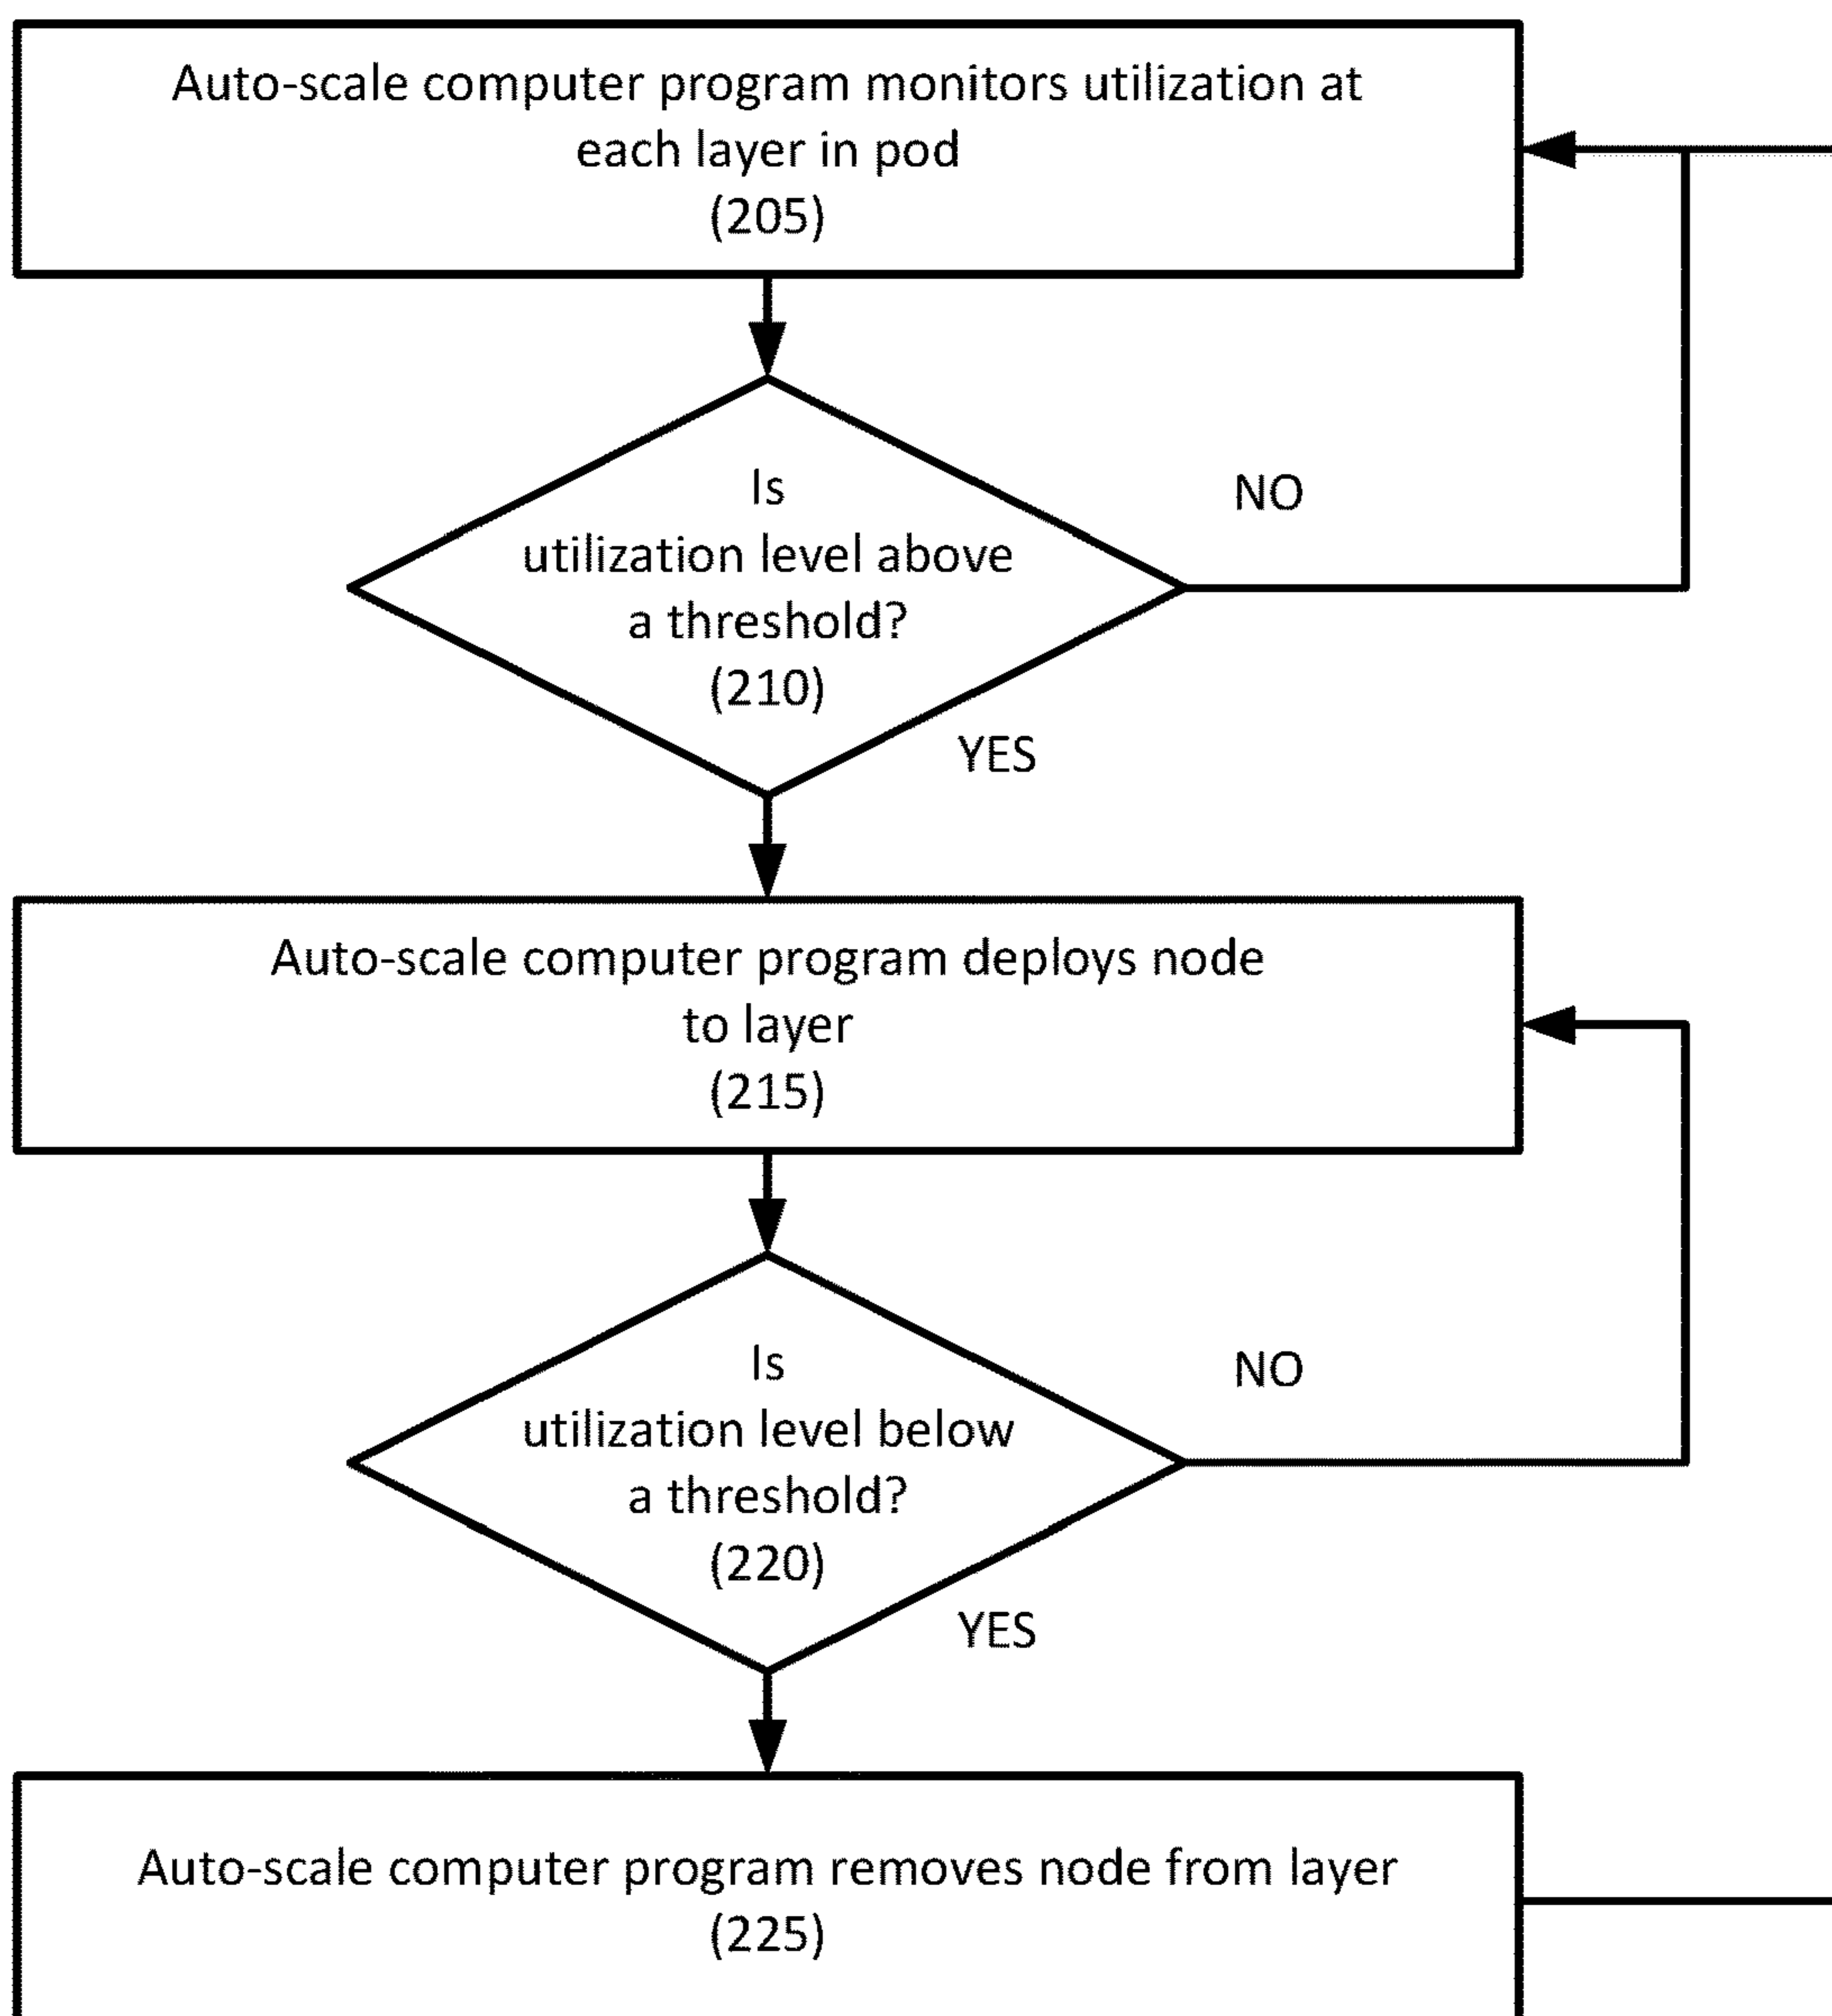 Auto-scale computer program monitors utilization at
each layer in pod
(205)
Is
utilization level above
a threshold?
(210)
NO
YES
Auto-scale computer program deploys node
to layer
(215)
Is
utilization level below
a threshold?
(220)
NO
YES
Auto-scale computer program removes node from layer
(225)